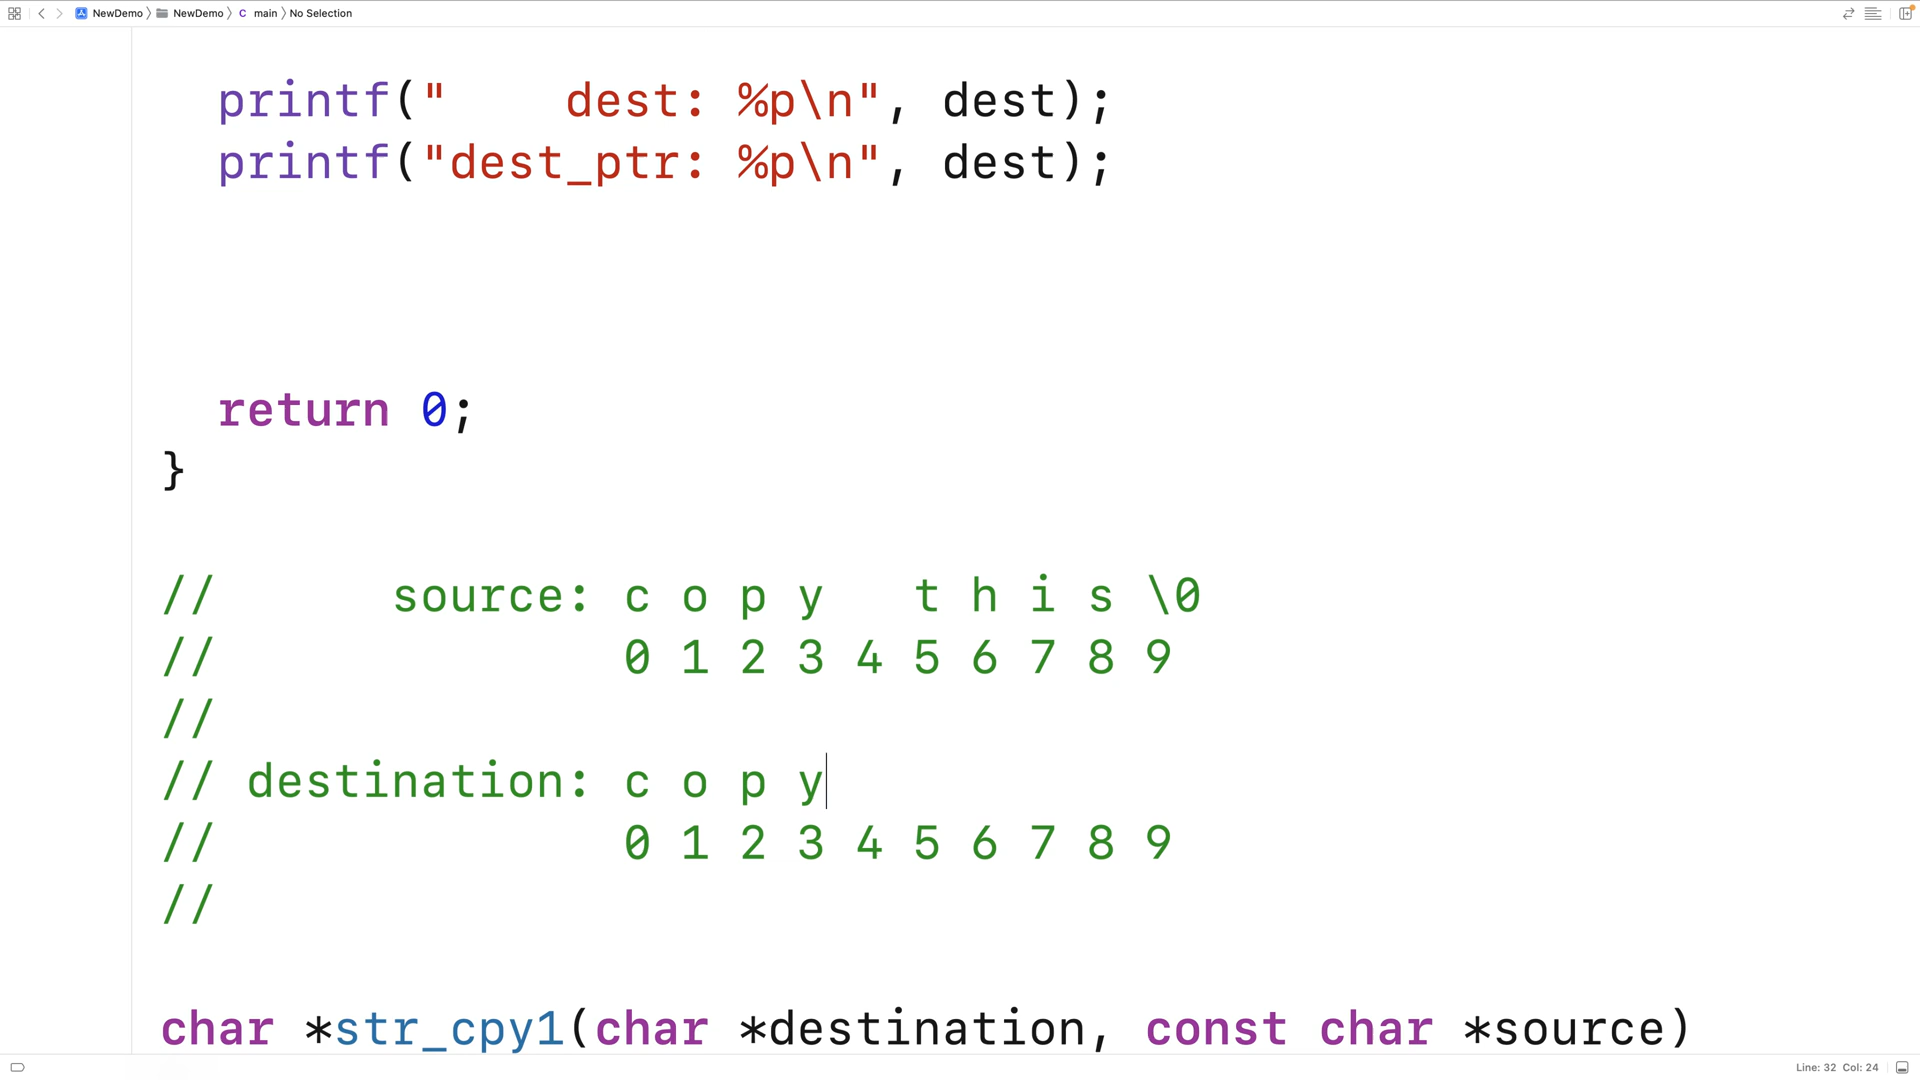 NewDemo › NewDemo › C main › No Selection
printf("    dest: %p\n", dest);
printf("dest_ptr: %p\n", dest);
return 0;
}
//      source: c o p y   t h i s \0
//              0 1 2 3 4 5 6 7 8 9
//
// destination: c o p y
//              0 1 2 3 4 5 6 7 8 9
//
char *str_cpy1(char *destination, const char *source)
Line: 32 Col: 24